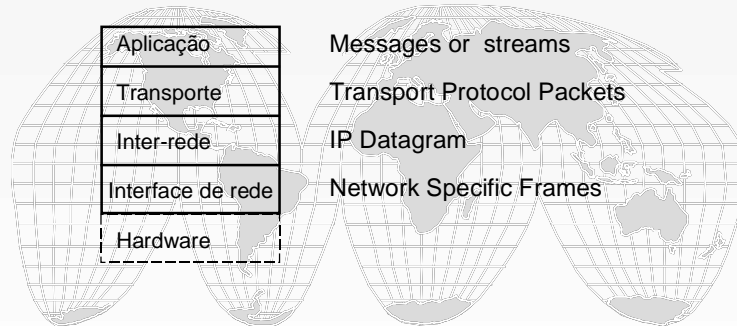 Aplicação Messages or streams
Transporte Transport Protocol Packets
Inter-rede IP Datagram
Interface de rede Network Specific Frames
Hardware